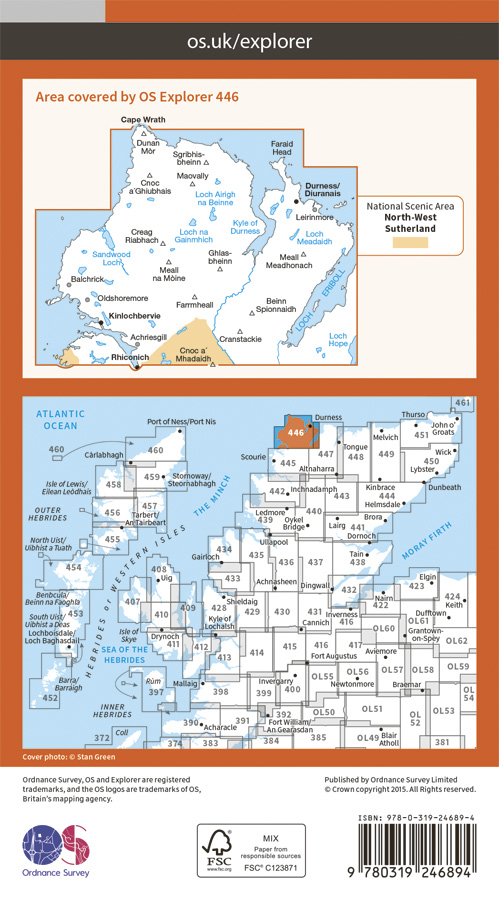 os.uk/explorer
Area covered by OS Explorer 446
Cape Wrath
Dunan
Mòr
Sgribhis-
bheinn
Faraid
Head
Cnoc
a'Ghiubhais
Maovally
Loch Airigh
na Beinne
Durness/
Diuranais
Leirinmore
Kyle of
Durness
Creag
Riabhach
Loch na
Gainmhich
Loch
Meadaidh
Sandwood
Loch
Ghlas-
bheinn
Meall
Meadhonach
Meall
na Mòine
Balchrick
LOCH ERIBOLL
Oldshoremore
Farmheall
Beinn
Spionnaidh
Kinlochbervie
Achriesgill
Cranstackie
Loch
Hope
Rhiconich
Cnoc a'
Mhadaidh
National Scenic Area
North-West
Sutherland
ATLANTIC
OCEAN
461
Port of Ness/Port Nis
Durness
Thurso
John o'
Groats
446
451
460
460
Melvich
Càrlabhagh
Tongue
447
448
Wick
Scourie
450
445
459
Stornoway/
Steornabhagh
Altnaharra
Lybster
458
Isle of Lewis/
Eilean Leòdhais
THE MINCH
442
Inchnadamph
Kinbrace
Dunbeath
443
444
Helmsdale
457
456
Tarbert/
An Tairbeart
OUTER
HEBRIDES
Ledmore
440
439
Oykel
Bridge
441
Lairg
Brora
455
Dornoch
North Uist/
Uibhist a Tuath
Ullapool
MORAY FIRTH
HEBRIDES or WESTERN ISLES
434
Gairloch
435
436
437
Tain
438
454
408
Uig
433
Elgin
Achnasheen
Dingwall
432
423
424
Nairn
Keith
Benbecula/
Beinn na Faoghla
407
409
428
Shieldaig
422
Dufftown
453
429
430
431
Inverness
OL61
South Uist/
Uibhist a Deas
410
Kyle of
Lochalsh
Cannich
OL60
Grantown-
on-Spey
OL62
Lochboisdale/
Loch Baghasdail
Isle of
Skye
Drynoch
411
412
413
414
415
416
417
Aviemore
SEA OF THE
HEBRIDES
Fort Augustus
OL57
OL58
OL59
OL55
OL56
Barra/
Barraigh
Rùm
397
Mallaig
Invergarry
Newtonmore
Braemar
398
399
400
452
OL54
INNER
HEBRIDES
392
OL50
OL51
OL52
OL53
390
391
Acharacle
Fort William/
An Gearasdan
Coll
372
374
383
384
385
OL49
Blair
Atholl
381
Cover photo: © Stan Green
Ordnance Survey, OS and Explorer are registered
trademarks, and the OS logos are trademarks of OS,
Britain's mapping agency.
Published by Ordnance Survey Limited
© Crown copyright 2015. All Rights reserved.
OS
Ordnance Survey
FSC
www.fsc.org
MIX
Paper from
responsible sources
FSC® C123871
ISBN: 978-0-319-24689-4
9 780319 246894